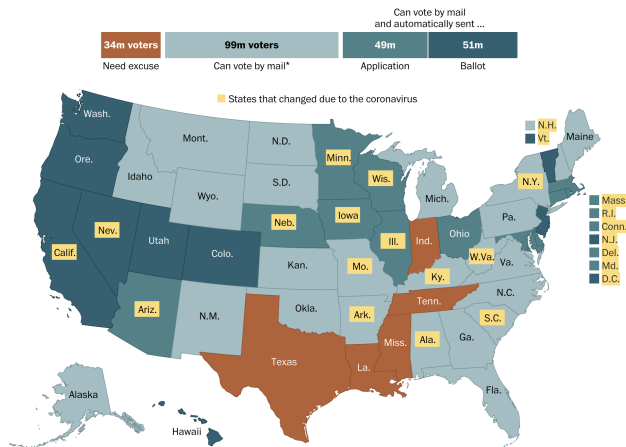 Can vote by mail
and automatically sent ...
34m voters
99m voters
49m
51m
Need excuse
Can vote by mail*
Application
Ballot
States that changed due to the coronavirus
Wash.
Ore.
Calif.
Nev.
Idaho
Mont.
Wyo.
Utah
Colo.
Ariz.
N.M.
N.D.
S.D.
Neb.
Kan.
Okla.
Texas
Minn.
Iowa
Mo.
Ark.
La.
Wis.
Ill.
Mich.
Ind.
Ohio
Ky.
Tenn.
Miss.
Ala.
Ga.
Fla.
S.C.
N.C.
Va.
W.Va.
Pa.
N.Y.
N.H.
Vt.
Maine
Mass
R.I.
Conn.
N.J.
Del.
Md.
D.C.
Alaska
Hawaii